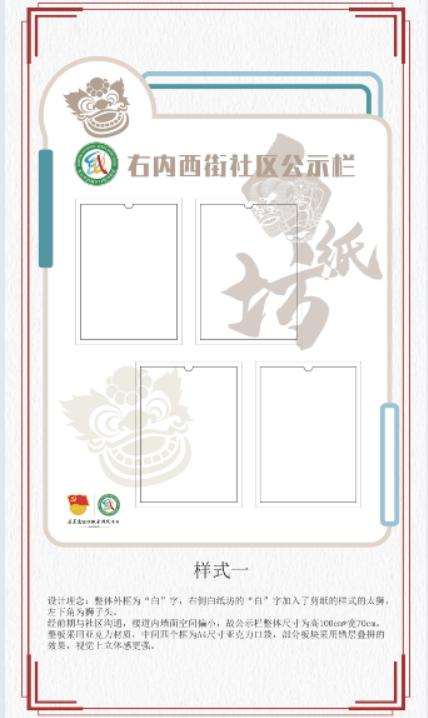 右内西街社区公示栏
白
纸
坊
样式一
设计理念：整体外框为“白”字，右侧白纸坊的“白”字加入了剪纸的样式的太狮，
左下角为狮子头。
经前期与社区沟通，楼道内墙面空间偏小，故公示栏整体尺寸为高100cm*宽70cm。
整板采用亚克力材质，中间四个框为A4尺寸亚克力口袋，部分板块采用错层叠拼的
效果，视觉上立体感更强。